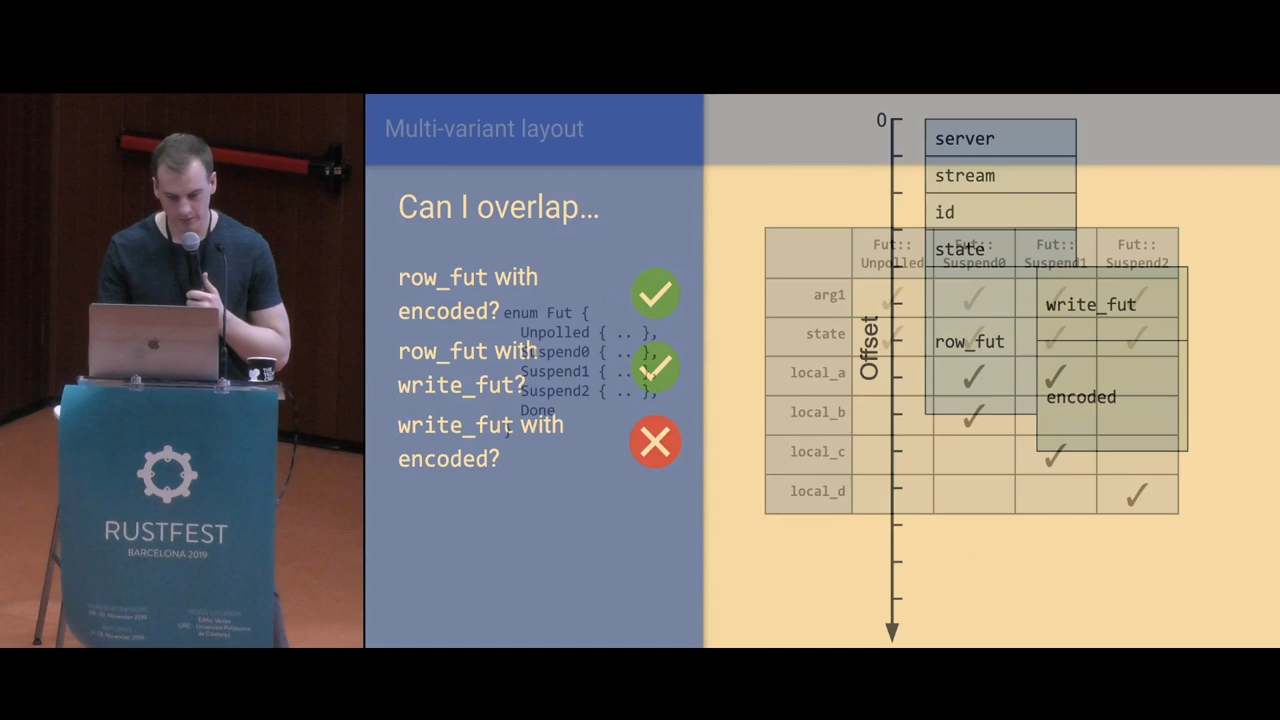 Multi-variant layout
Can I overlap…
row_fut with
encoded?
row_fut with
write_fut?
write_fut with
encoded?
enum Fut {
Unpolled { .. },
Suspend0 { .. },
Suspend1 { .. },
Suspend2 { .. },
Done
}
0
Offset
server
stream
id
state
row_fut
write_fut
encoded
Fut::
Unpolled
Fut::
Suspend0
Fut::
Suspend1
Fut::
Suspend2
arg1
state
local_a
local_b
local_c
local_d
RUSTFEST
BARCELONA 2019